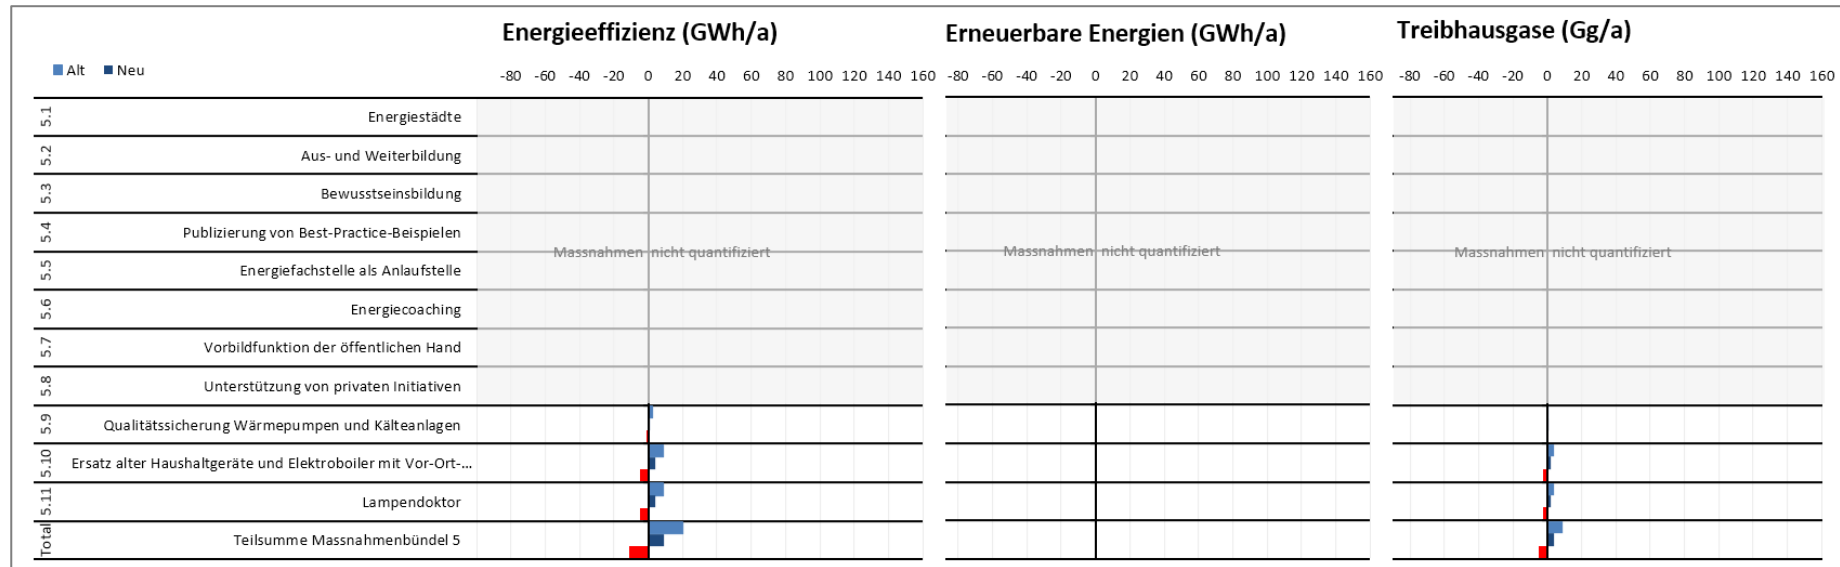 Energieeffizienz (GWh/a) Erneuerbare Energien (GWh/a) Treibhausgase (Gg/a)
Alt Neu
-80 -60 -40 -20 0 20 40 60 80 100 120 140 160 -80 -60 -40 -20 0 20 40 60 80 100 120 140 160 -80 -60 -40 -20 0 20 40 60 80 100 120 140 160
5.1 Energiestädte
5.2 Aus- und Weiterbildung
5.3 Bewusstseinsbildung
5.4 Publizierung von Best-Practice-Beispielen
Massnahmen nicht quantifiziert Massnahmen nicht quantifiziert Massnahmen nicht quantifiziert
5.5 Energiefachstelle als Anlaufstelle
5.6 Energiecoaching
5.7 Vorbildfunktion der öffentlichen Hand
5.8 Unterstützung von privaten Initiativen
5.9 Qualitätssicherung Wärmepumpen und Kälteanlagen
5.10 Ersatz alter Haushaltgeräte und Elektroboiler mit Vor-Ort-...
5.11 Lampendoktor
Total Teilsumme Massnahmenbündel 5